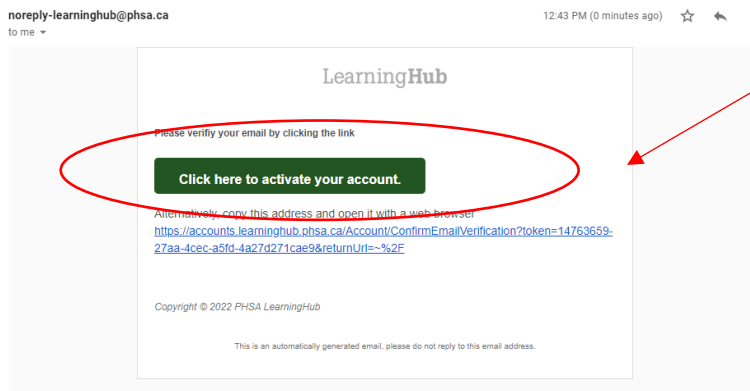 noreply-learninghub@phsa.ca
12:43 PM (0 minutes ago)
to me
LearningHub
Please verifiy your email by clicking the link
Click here to activate your account.
Alternatively, copy this address and open it with a web browser
https://accounts.learninghub.phsa.ca/Account/ConfirmEmailVerification?token=14763659-
27aa-4cec-a5fd-4a27d271cae9&returnUrl=~%2F
Copyright © 2022 PHSA LearningHub
This is an automatically generated email, please do not reply to this email address.